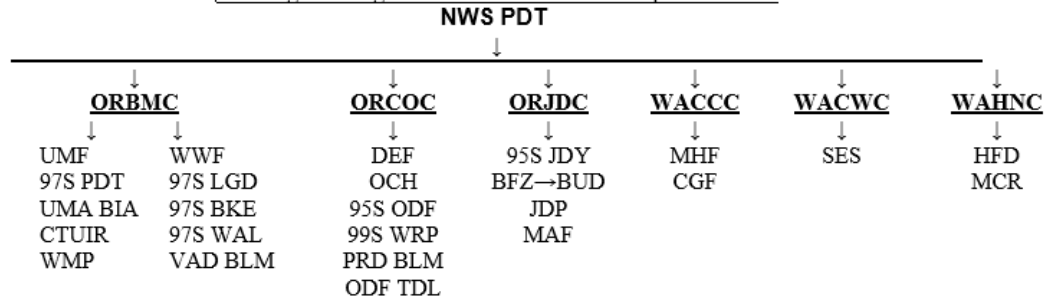 NWS PDT
↓
↓ ↓ ↓ ↓ ↓ ↓
ORBMC ORCOC ORJDC WACCC WACWC WAHNC
↓ ↓ ↓ ↓ ↓ ↓ ↓
UMF WWF DEF 95S JDY MHF SES HFD
97S PDT 97S LGD OCH BFZ→BUD CGF MCR
UMA BIA 97S BKE 95S ODF JDP
CTUIR 97S WAL 99S WRP MAF
WMP VAD BLM PRD BLM
ODF TDL